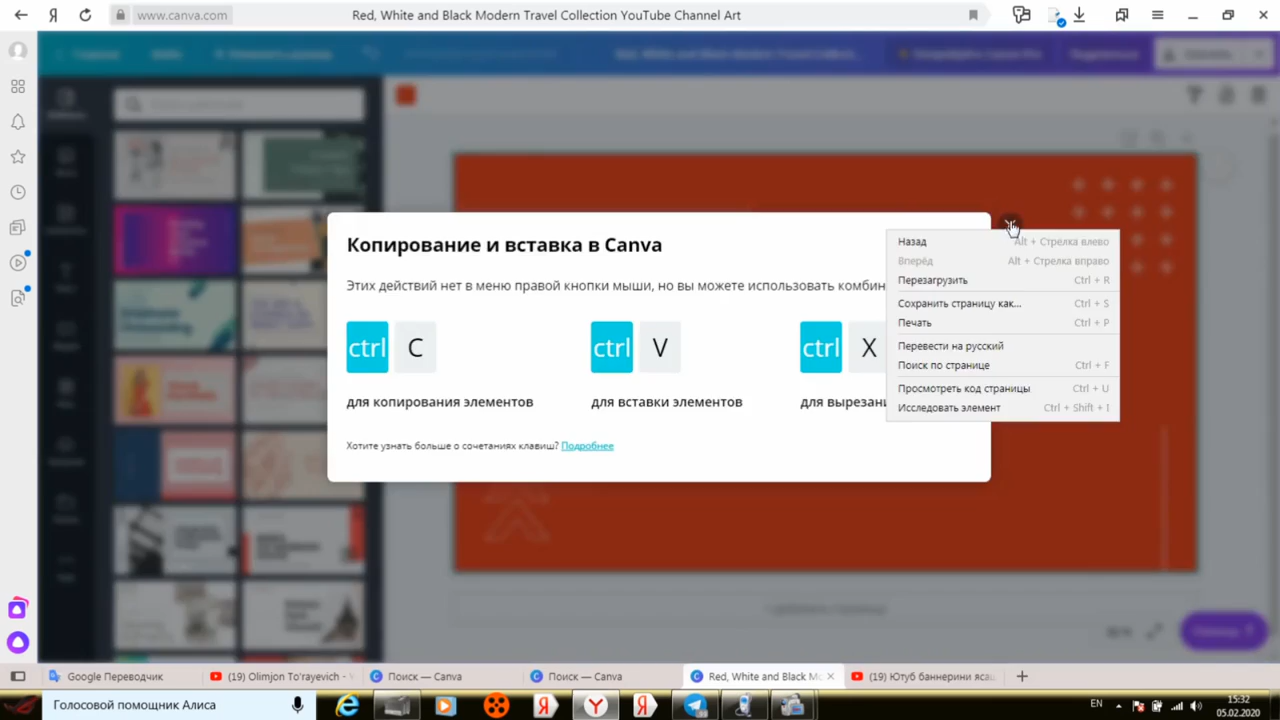 www.canva.com
Red, White and Black Modern Travel Collection YouTube Channel Art
Копирование и вставка в Canva
Этих действий нет в меню правой кнопки мыши, но вы можете использовать
ctrl C
ctrl V
ctrl X
для копирования элементов
для вставки элементов
для
Хотите узнать больше о сочетаниях клавиш? Подробнее
Назад Alt + Стрелка влево
Вперёд Alt + Стрелка вправо
Перезагрузить Ctrl + R
Сохранить страницу как... Ctrl + S
Печать Ctrl + P
Перевести на русский
Поиск по странице Ctrl + F
Просмотреть код страницы Ctrl + U
Исследовать элемент Ctrl + Shift + I
Google Переводчик
(19) Olimjon To'rayevich -
Поиск — Canva
Поиск — Canva
Red, White and Black Mo
(19) Ютуб баннерини яса
Голосовой помощник Алиса
EN
15:32
05.02.2020